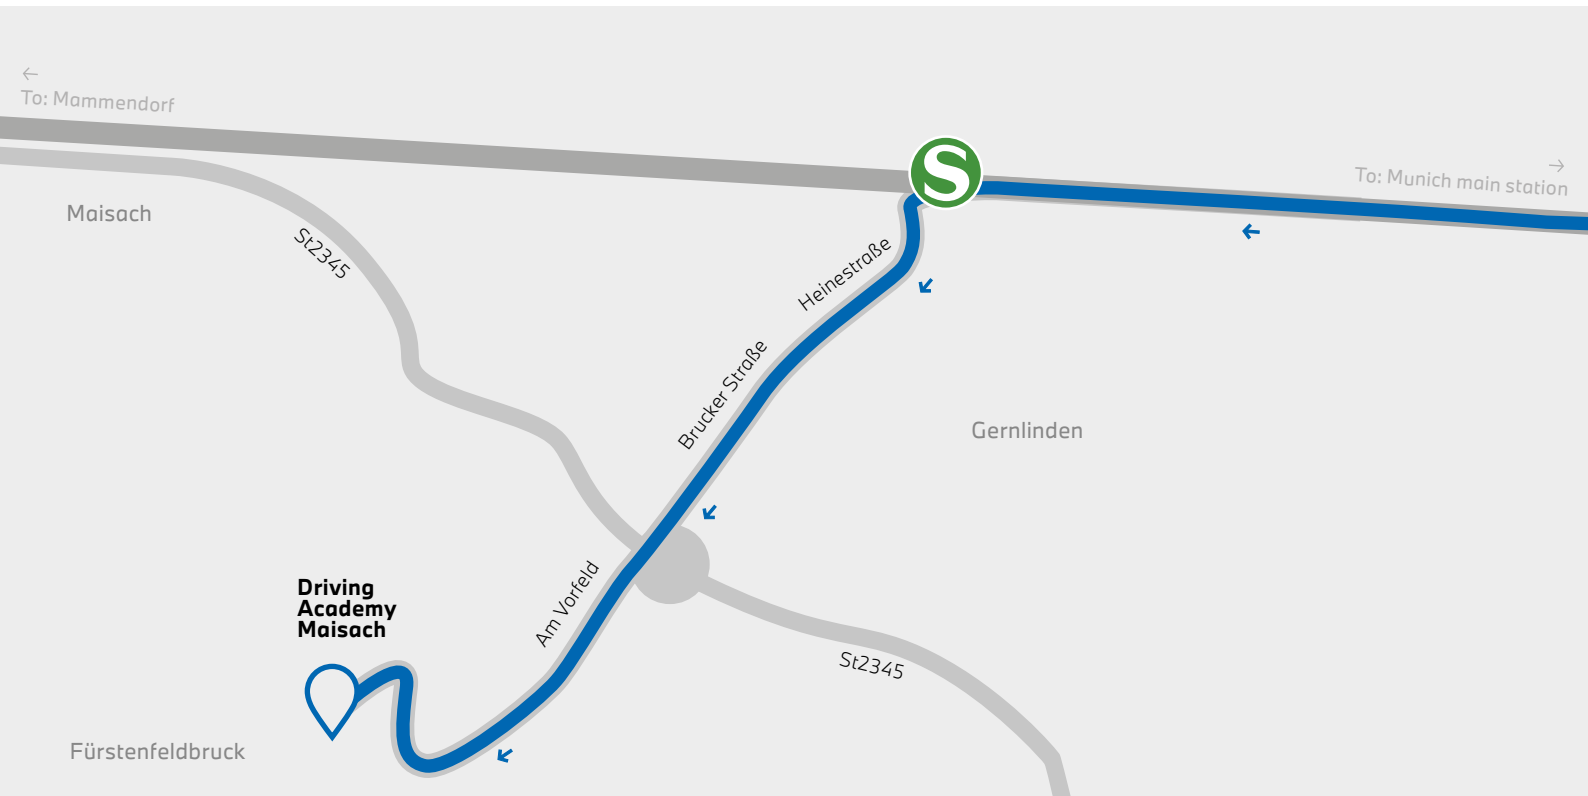 ←
To: Mammendorf
→
To: Munich main station
S
Maisach
St2345
Heinestraße
Brucker Straße
Gernlinden
Am Vorfeld
Driving
Academy
Maisach
St2345
Fürstenfeldbruck